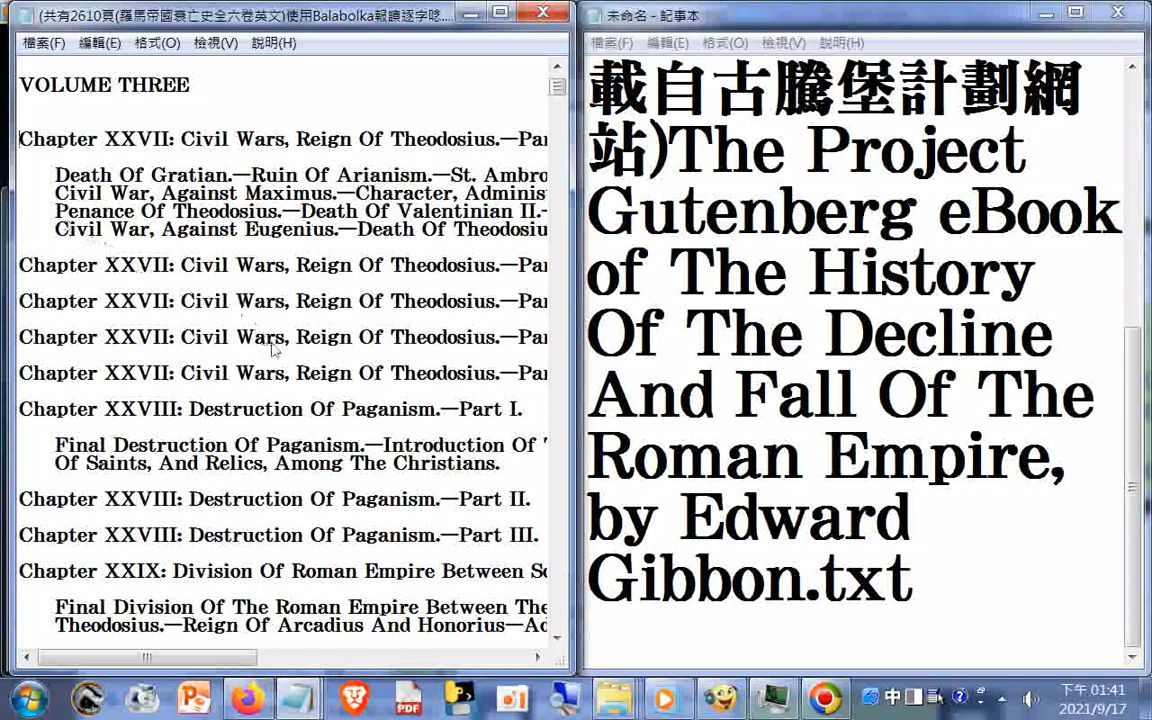 (共有2610頁(羅馬帝國衰亡史全六卷英文)使用Balabolka報讀逐字唸...
檔案(F) 編輯(E) 格式(O) 檢視(V) 說明(H)
VOLUME THREE
Chapter XXVII: Civil Wars, Reign Of Theodosius.—Par
Death Of Gratian.—Ruin Of Arianism.—St. Ambro
Civil War, Against Maximus.—Character, Adminis
Penance Of Theodosius.—Death Of Valentinian II.-
Civil War, Against Eugenius.—Death Of Theodosiu
Chapter XXVII: Civil Wars, Reign Of Theodosius.—Par
Chapter XXVII: Civil Wars, Reign Of Theodosius.—Par
Chapter XXVII: Civil Wars, Reign Of Theodosius.—Par
Chapter XXVII: Civil Wars, Reign Of Theodosius.—Par
Chapter XXVIII: Destruction Of Paganism.—Part I.
Final Destruction Of Paganism.—Introduction Of
Of Saints, And Relics, Among The Christians.
Chapter XXVIII: Destruction Of Paganism.—Part II.
Chapter XXVIII: Destruction Of Paganism.—Part III.
Chapter XXIX: Division Of Roman Empire Between So
Final Division Of The Roman Empire Between The
Theodosius.—Reign Of Arcadius And Honorius—Ad
未命名 - 記事本
檔案(F) 編輯(E) 格式(O) 檢視(V) 說明(H)
載自古騰堡計劃網
站)The Project
Gutenberg eBook
of The History
Of The Decline
And Fall Of The
Roman Empire,
by Edward
Gibbon.txt
PDF
中
下午 01:41
2021/9/17